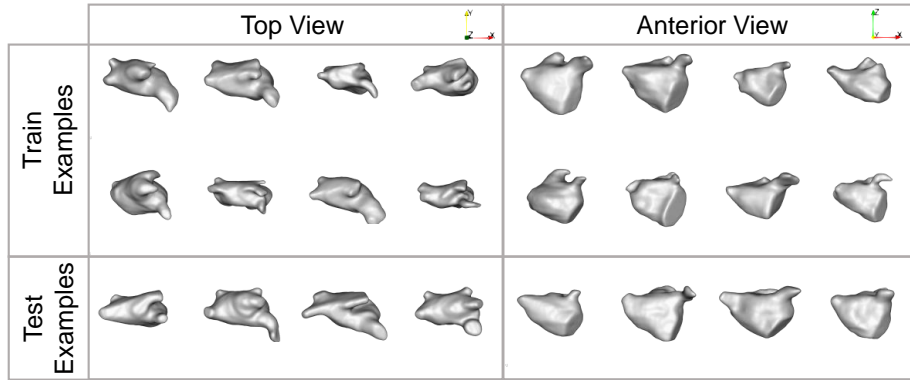 Top View
Y
Z
X
Anterior View
Z
Y
X
Train
Examples
Test
Examples